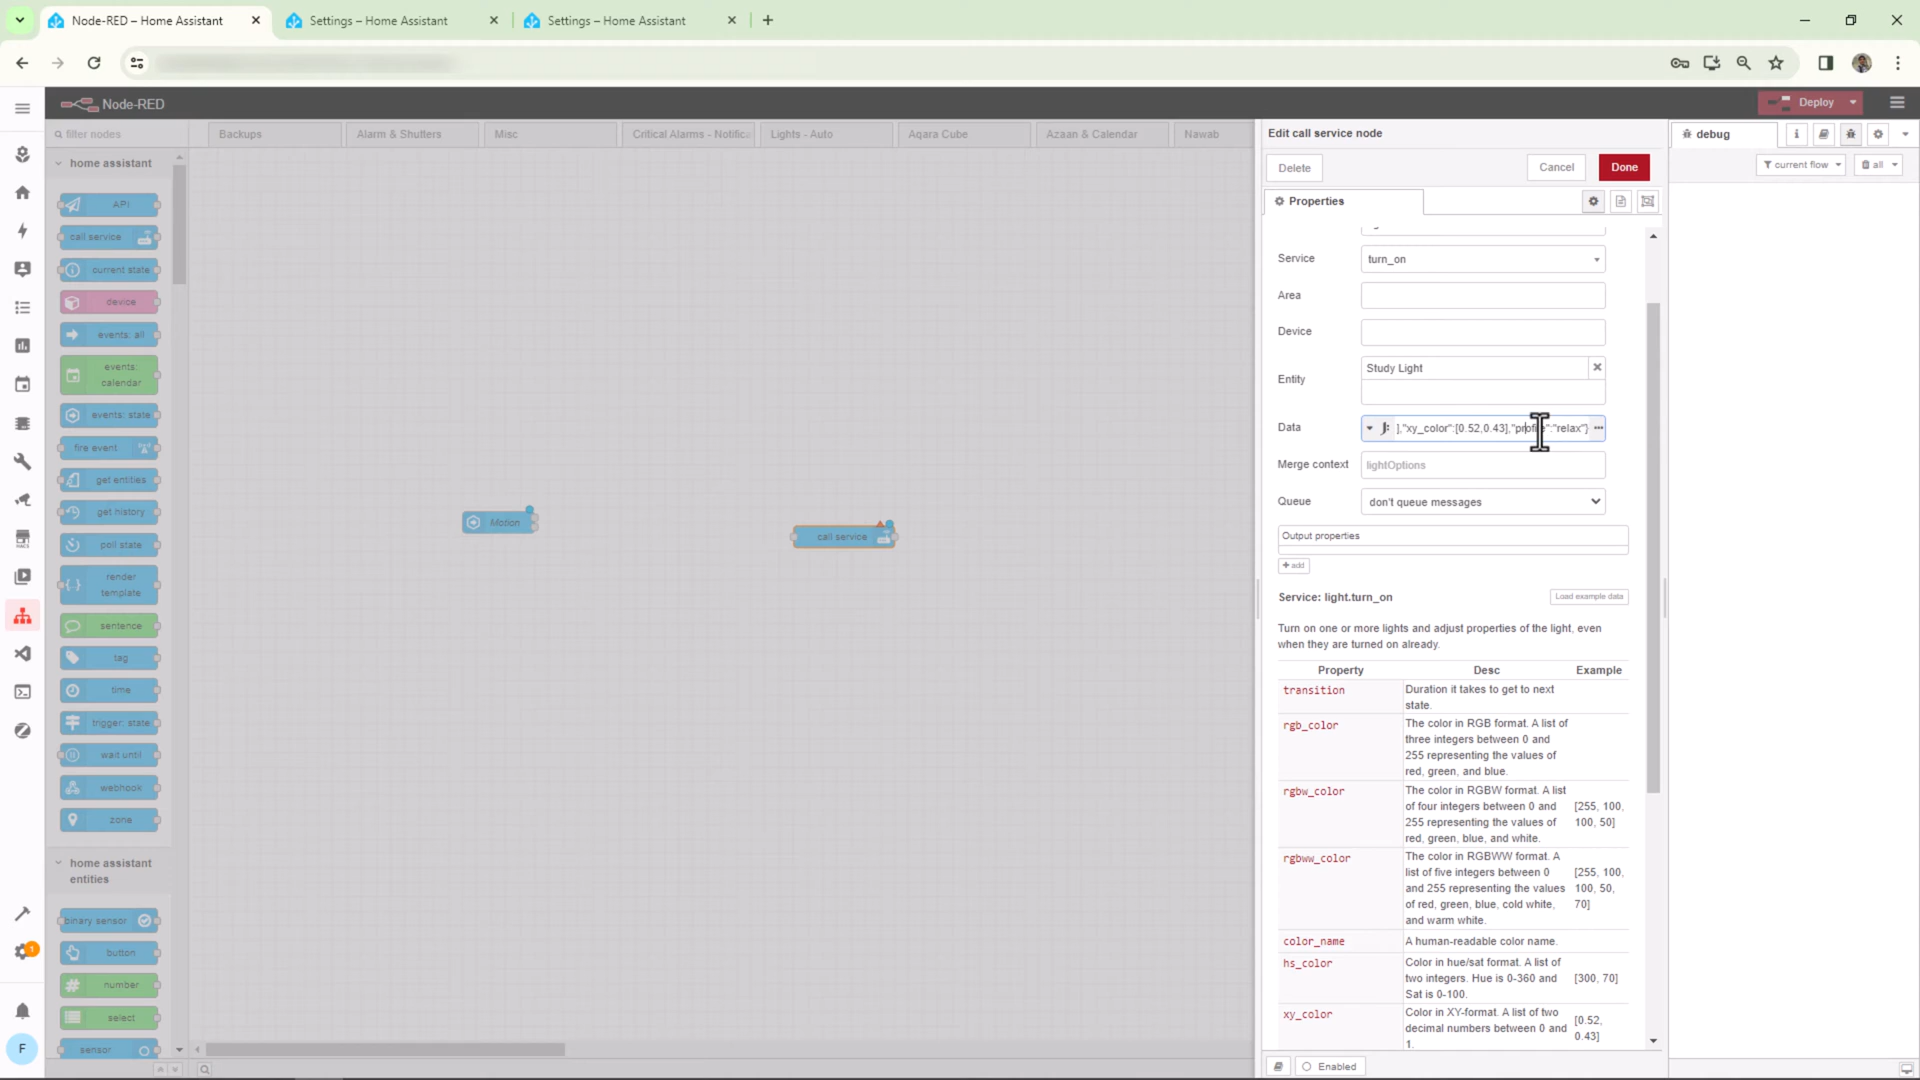 Node-RED – Home Assistant
Settings – Home Assistant
Settings – Home Assistant
Node-RED
Deploy
filter nodes
Backups
Alarm & Shutters
Misc
Critical Alarms - Notifica
Lights - Auto
Aqara Cube
Azaan & Calendar
Nawab
home assistant
API
call service
current state
device
events: all
events: calendar
events: state
fire event
get entities
get history
poll state
render template
sentence
tag
time
trigger: state
wait until
webhook
zone
home assistant entities
binary sensor
button
number
select
sensor
HACS
1
F
Motion
call service
Edit call service node
Delete
Cancel
Done
Properties
Service
turn_on
Area
Device
Entity
Study Light
Data
J: ],"xy_color":[0.52,0.43],"profile":"relax"}
Merge context
lightOptions
Queue
don't queue messages
Output properties
add
Service: light.turn_on
Load example data
Turn on one or more lights and adjust properties of the light, even
when they are turned on already.
Property Desc Example
transition Duration it takes to get to next
state.
rgb_color The color in RGB format. A list of
three integers between 0 and
255 representing the values of
red, green, and blue.
rgbw_color The color in RGBW format. A list
of four integers between 0 and [255, 100,
255 representing the values of 100, 50]
red, green, blue, and white.
rgbww_color The color in RGBWW format. A
list of five integers between 0 [255, 100,
and 255 representing the values 100, 50,
of red, green, blue, cold white, 70]
and warm white.
color_name A human-readable color name.
hs_color Color in hue/sat format. A list of
two integers. Hue is 0-360 and [300, 70]
Sat is 0-100.
xy_color Color in XY-format. A list of two [0.52,
decimal numbers between 0 and 0.43]
1.
Enabled
debug
current flow
all